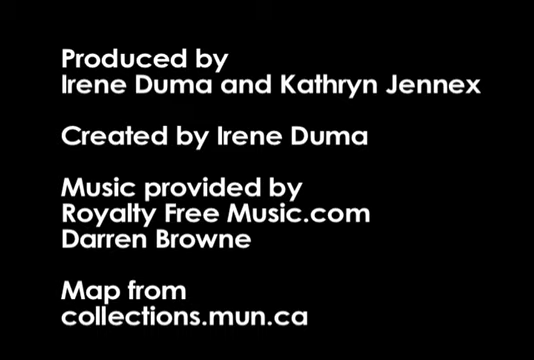 Produced by
Irene Duma and Kathryn Jennex
Created by Irene Duma
Music provided by
Royalty Free Music.com
Darren Browne
Map from
collections.mun.ca